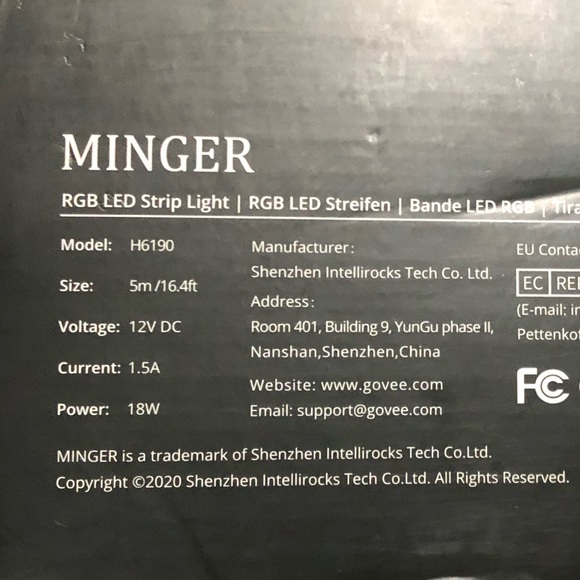 MINGER
RGB LED Strip Light | RGB LED Streifen | Bande LED RGB |
Model: H6190
Size: 5m/16.4ft
Voltage: 12V DC
Current: 1.5A
Power: 18W
Manufacturer:
Shenzhen Intellirocks Tech Co. Ltd.
Address:
Room 401, Building 9, YunGu phase II,
Nanshan,Shenzhen,China
Website: www.govee.com
Email: support@govee.com
EU
EC
(E-mail:
FC
MINGER is a trademark of Shenzhen Intellirocks Tech Co.Ltd.
Copyright ©2020 Shenzhen Intellirocks Tech Co.Ltd. All Rights Reserved.